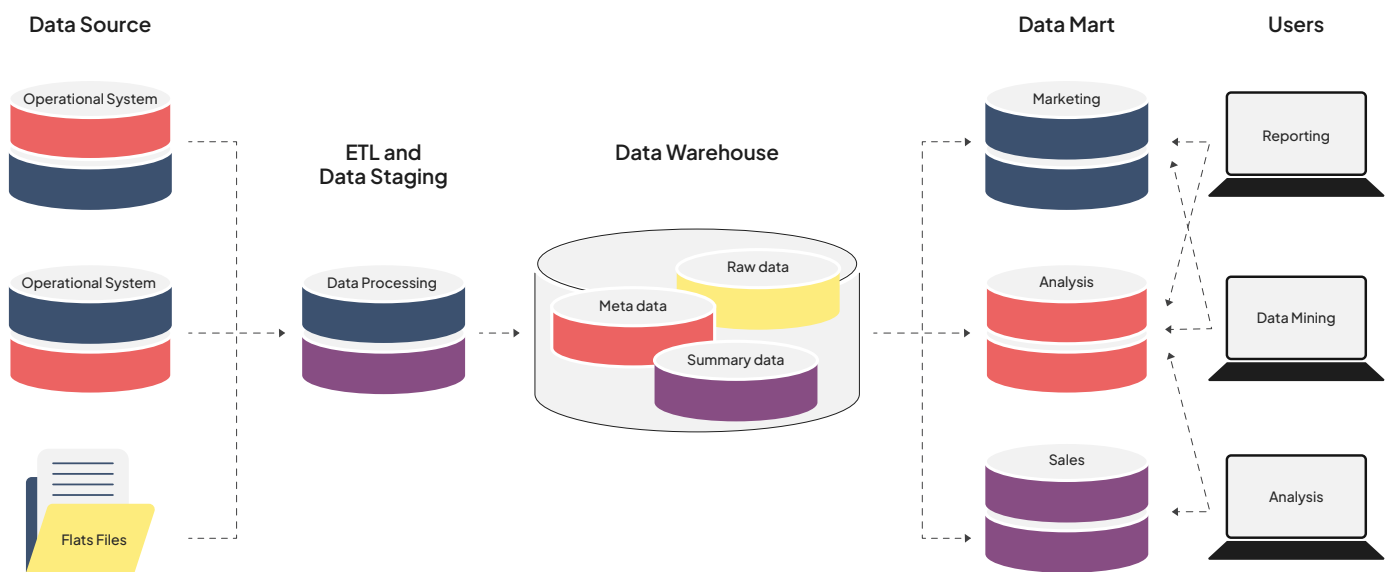 Data Source
Data Mart
Users
Operational System
Marketing
Reporting
ETL and
Data Staging
Data Warehouse
Operational System
Data Processing
Raw data
Meta data
Summary data
Analysis
Data Mining
Flats Files
Sales
Analysis